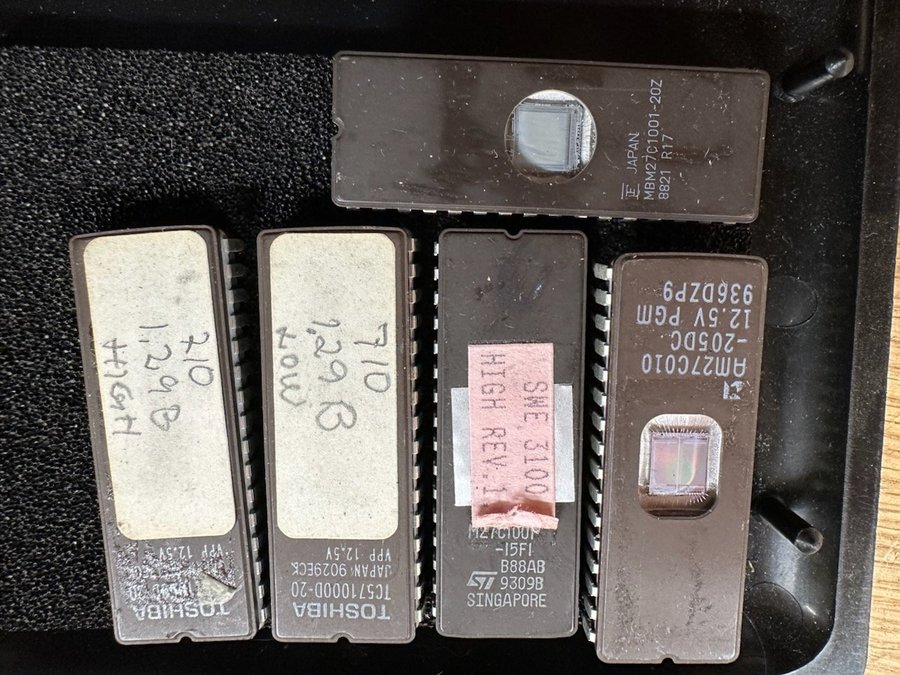 JAPAN
MBM27C1001-20Z
8821 R17
710
1,29B
HIGH
VPP 12.5V
TOSHIBA
710
1,29B
LOW
TOSHIBA
TC571000D-20
JAPAN 9029ECK
VPP 12.5V
SWE 3100
HIGH REV.
-15F1
B88AB
ST 9309B
SINGAPORE
AM27C010
-205DC
12.5V PGM
936DZP9